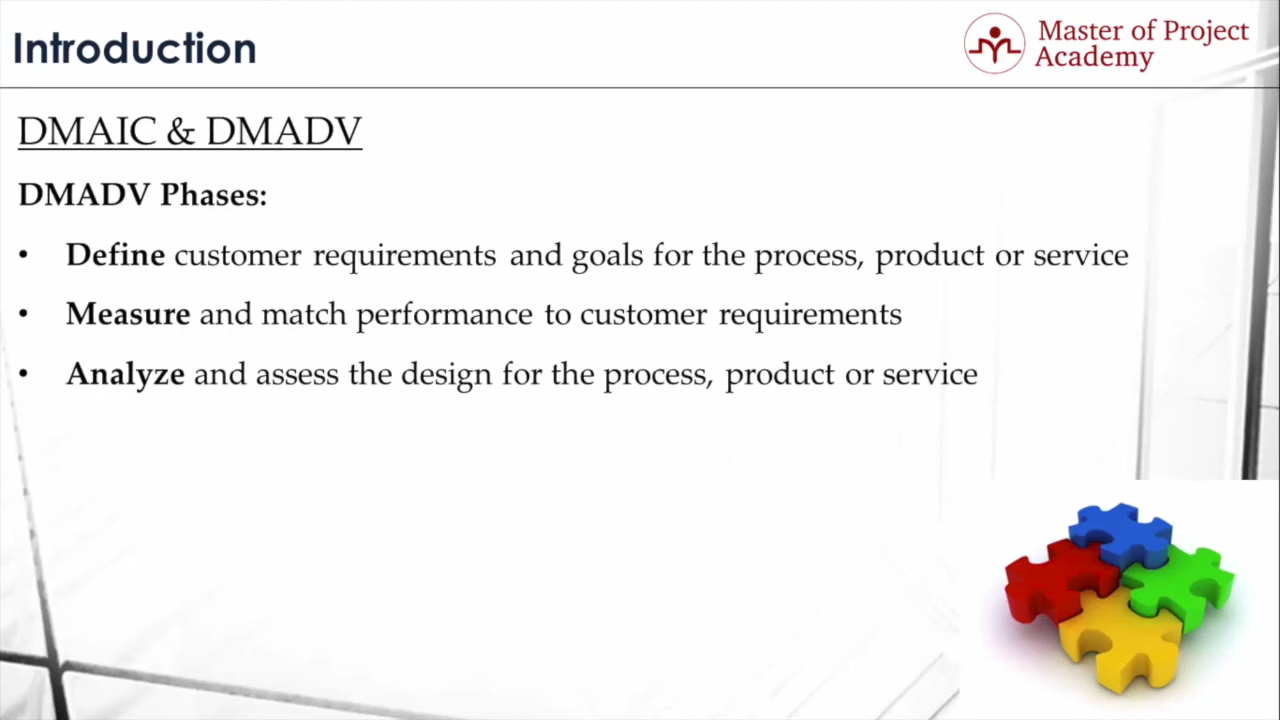 Introduction
Master of Project
Academy
DMAIC & DMADV
DMADV Phases:
• Define customer requirements and goals for the process, product or service
• Measure and match performance to customer requirements
• Analyze and assess the design for the process, product or service